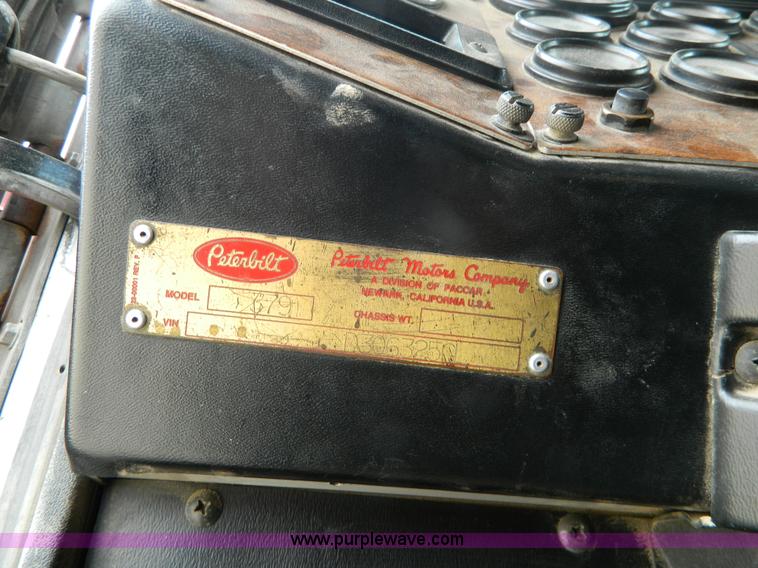 Peterbilt
Peterbilt Motors Company
A DIVISION OF PACCAR
NEWARK, CALIFORNIA U.S.A.
MODEL
CHASSIS WT.
VIN
www.purplewave.com